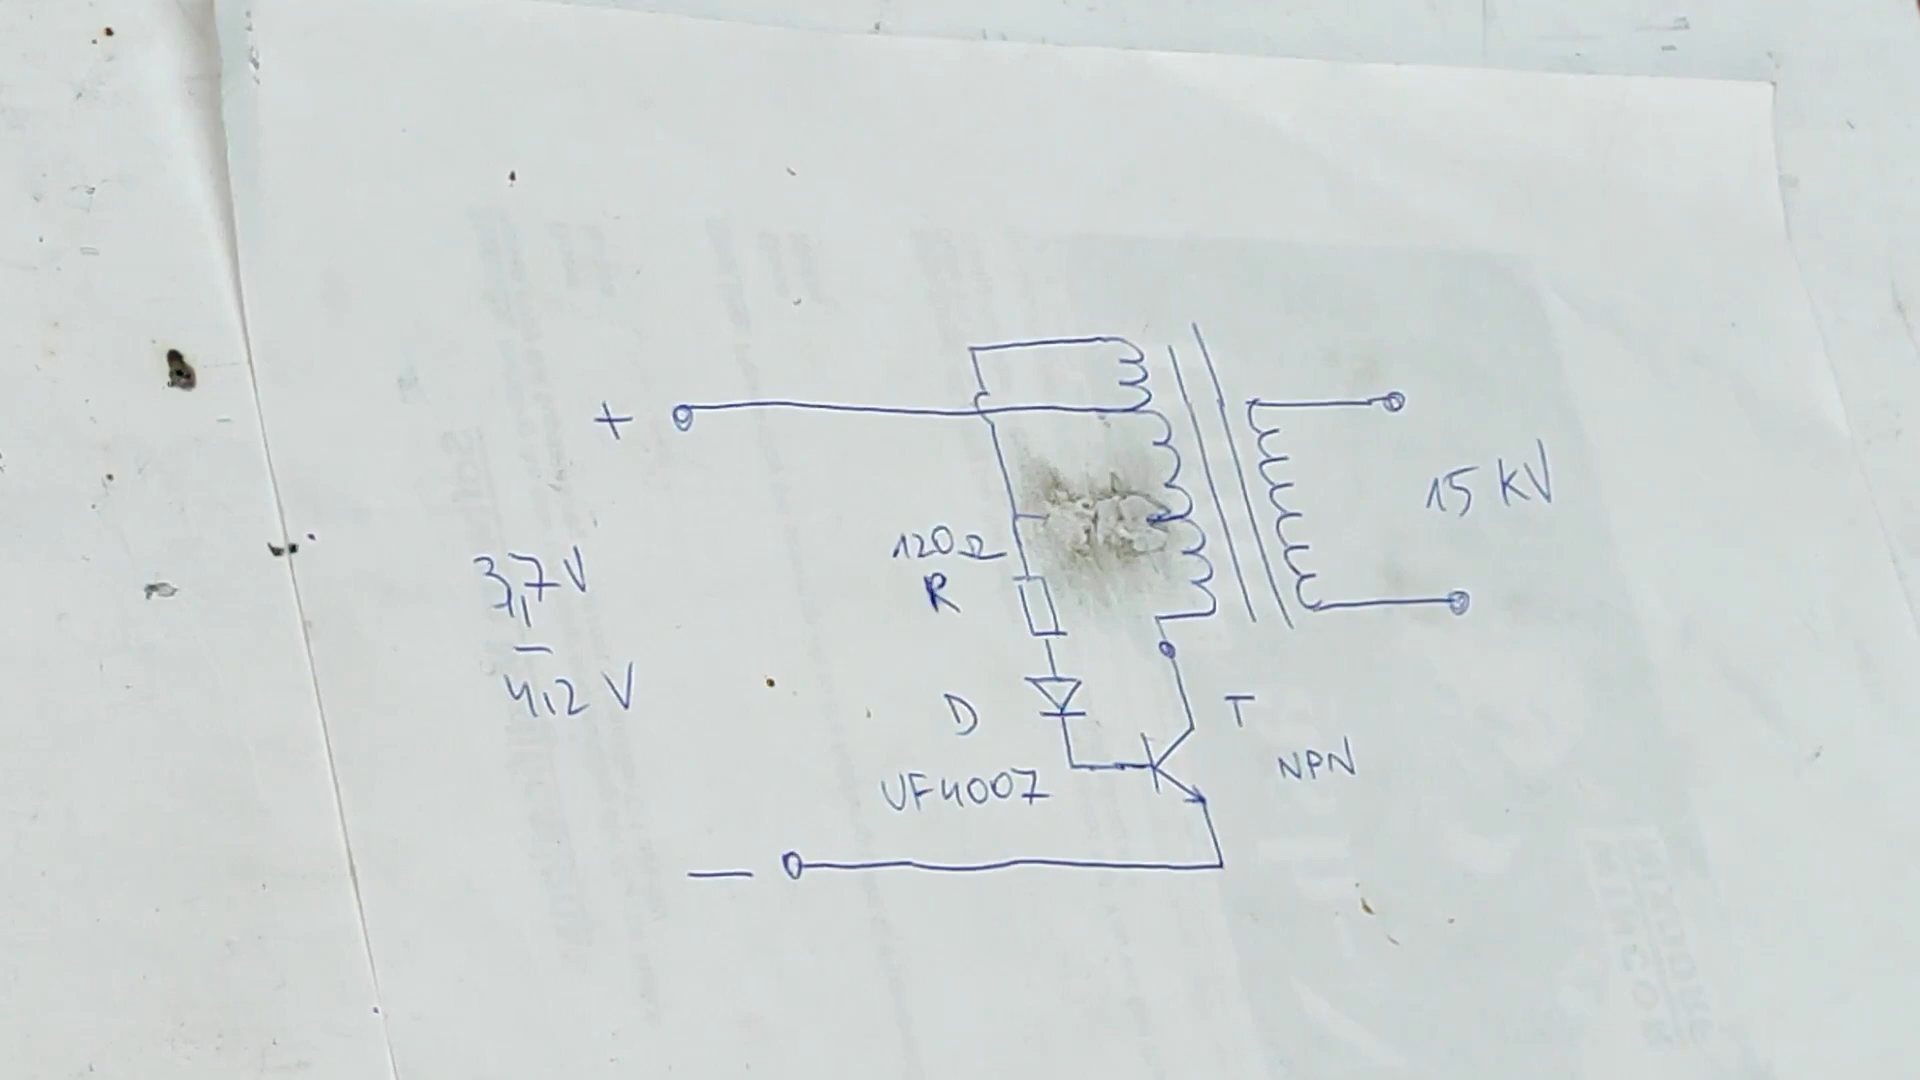 +
15 KV
120Ω
R
3,7 V
–
4,2 V
D
T
UF4007
NPN
–